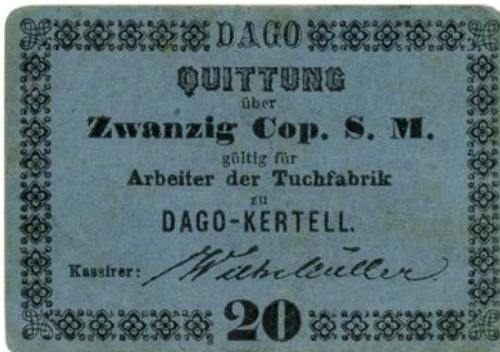 DAGO
QUITTUNG
über
Zwanzig Cop. S. M.
gültig für
Arbeiter der Tuchfabrik
zu
DAGO-KERTELL.
Kassirer:
20